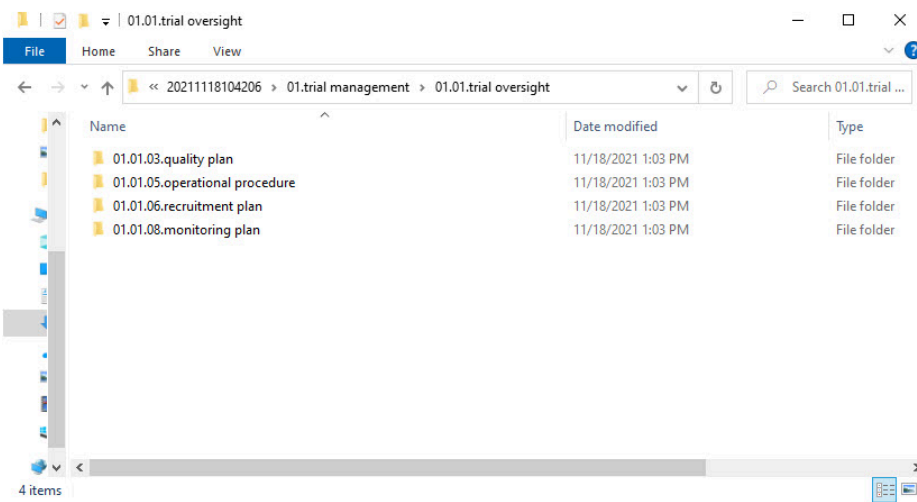 01.01.trial oversight
File Home Share View
« 20211118104206 › 01.trial management › 01.01.trial oversight Search 01.01.trial ...
Name Date modified Type
01.01.03.quality plan 11/18/2021 1:03 PM File folder
01.01.05.operational procedure 11/18/2021 1:03 PM File folder
01.01.06.recruitment plan 11/18/2021 1:03 PM File folder
01.01.08.monitoring plan 11/18/2021 1:03 PM File folder
4 items